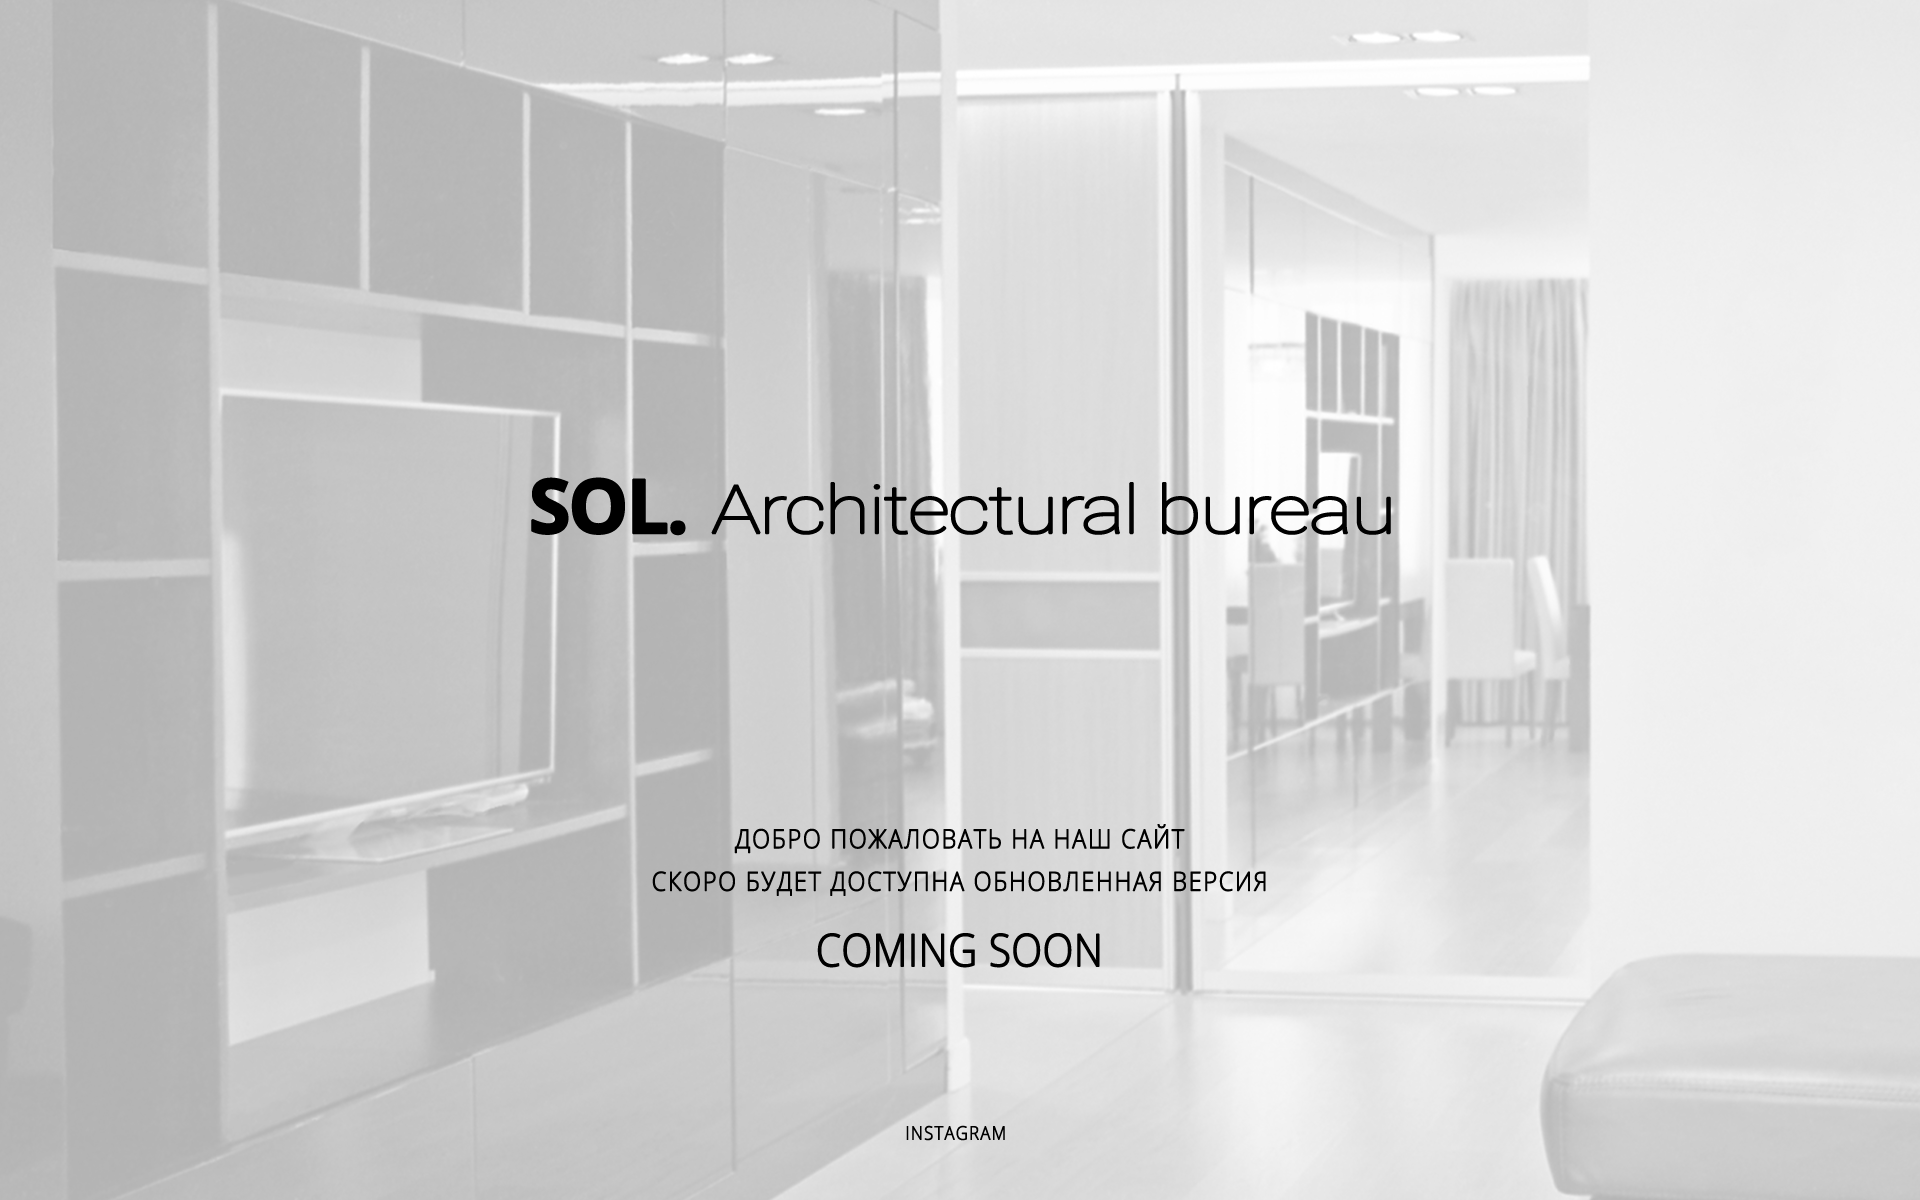 SOL. Architectural bureau
ДОБРО ПОЖАЛОВАТЬ НА НАШ САЙТ
СКОРО БУДЕТ ДОСТУПНА ОБНОВЛЕННАЯ ВЕРСИЯ
COMING SOON
INSTAGRAM